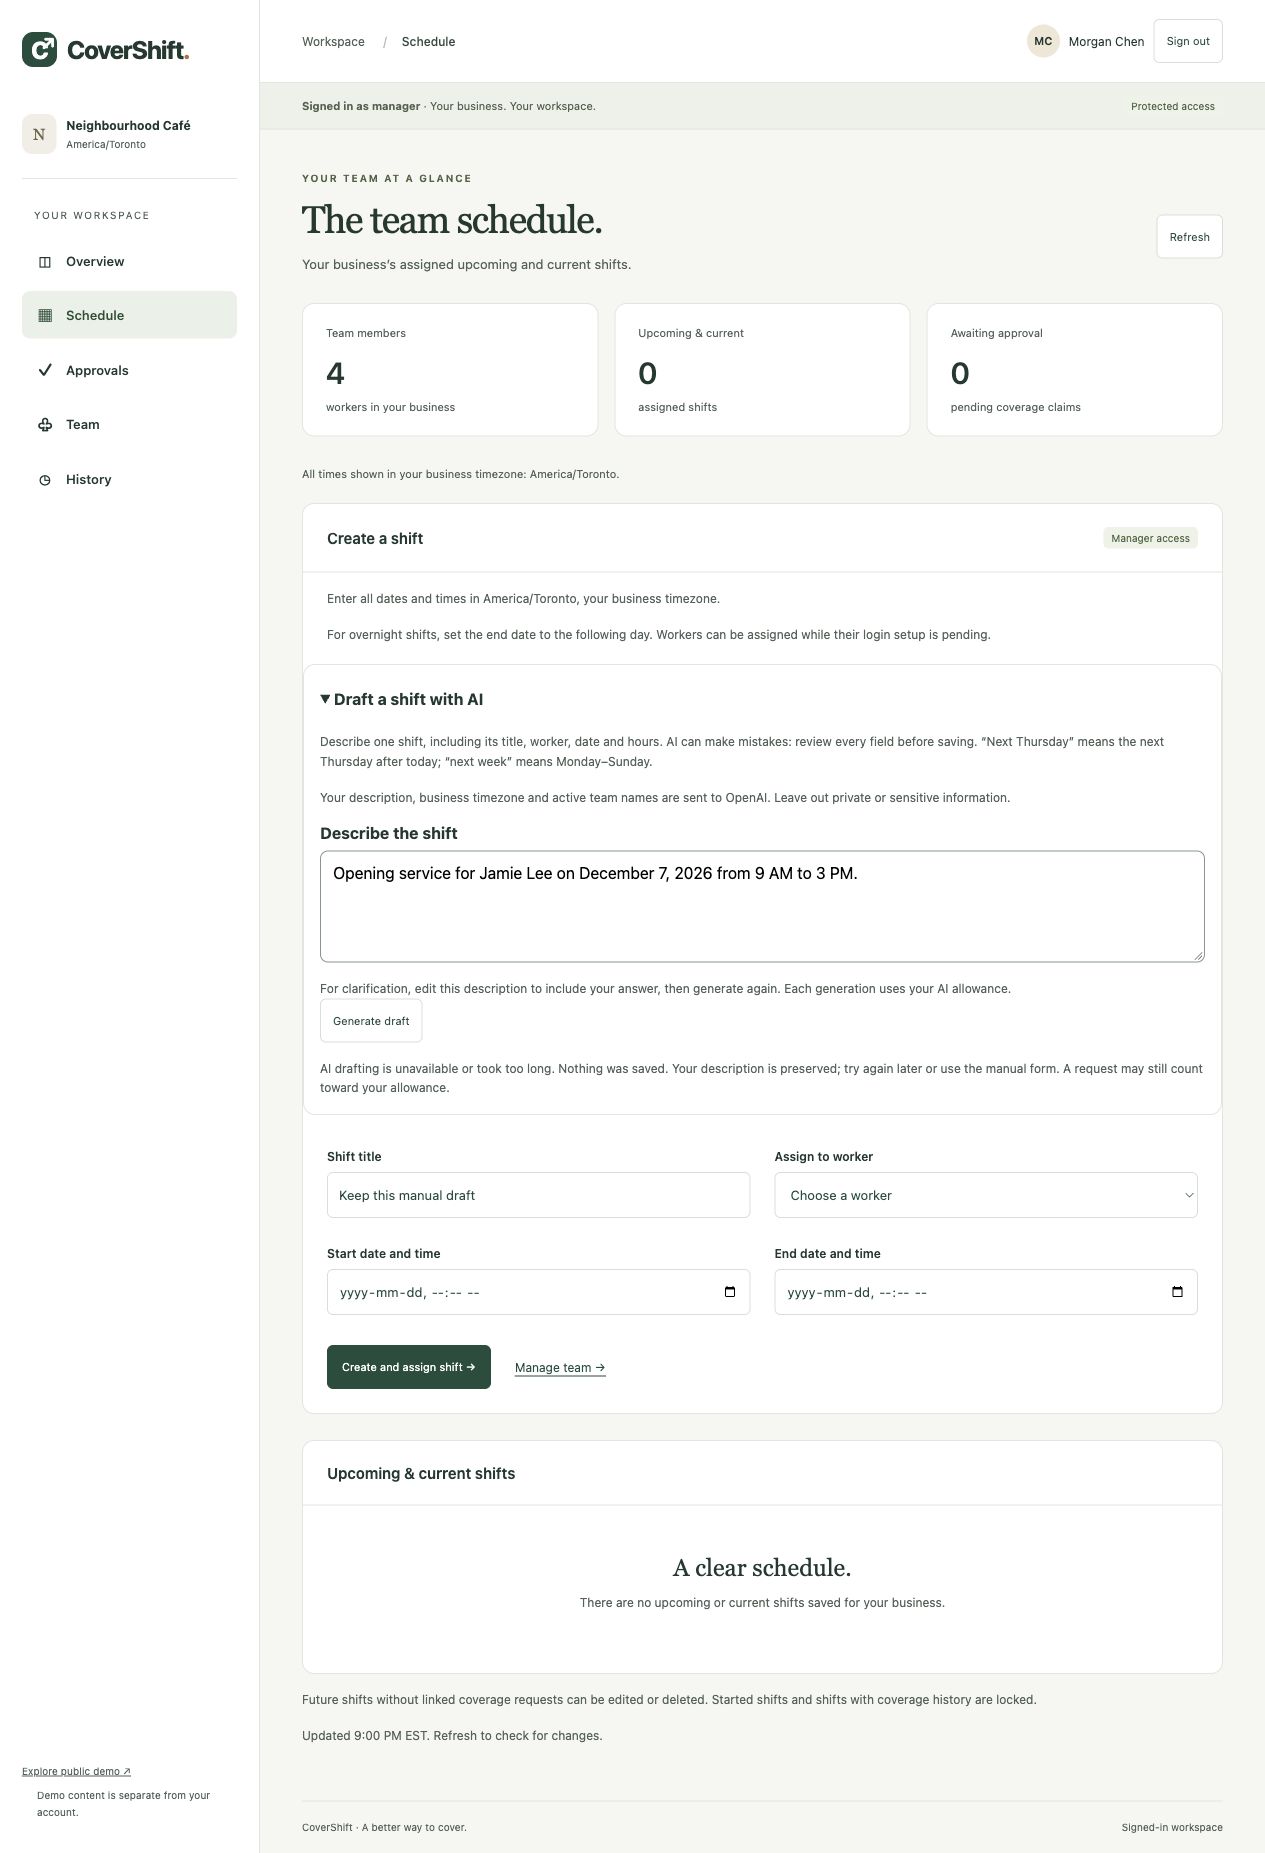 CoverShift.
N
Neighbourhood Café
America/Toronto
YOUR WORKSPACE
Overview
Schedule
Approvals
Team
History
Explore public demo ↗
Demo content is separate from your
account.
Workspace / Schedule
MC Morgan Chen
Sign out
Signed in as manager · Your business. Your workspace.
Protected access
YOUR TEAM AT A GLANCE
The team schedule.
Your business’s assigned upcoming and current shifts.
Refresh
Team members
4
workers in your business
Upcoming & current
0
assigned shifts
Awaiting approval
0
pending coverage claims
All times shown in your business timezone: America/Toronto.
Create a shift
Manager access
Enter all dates and times in America/Toronto, your business timezone.
For overnight shifts, set the end date to the following day. Workers can be assigned while their login setup is pending.
▼ Draft a shift with AI
Describe one shift, including its title, worker, date and hours. AI can make mistakes: review every field before saving. “Next Thursday” means the next
Thursday after today; “next week” means Monday–Sunday.
Your description, business timezone and active team names are sent to OpenAI. Leave out private or sensitive information.
Describe the shift
Opening service for Jamie Lee on December 7, 2026 from 9 AM to 3 PM.
For clarification, edit this description to include your answer, then generate again. Each generation uses your AI allowance.
Generate draft
AI drafting is unavailable or took too long. Nothing was saved. Your description is preserved; try again later or use the manual form. A request may still count
toward your allowance.
Shift title
Keep this manual draft
Assign to worker
Choose a worker
Start date and time
yyyy-mm-dd, --:-- --
End date and time
yyyy-mm-dd, --:-- --
Create and assign shift →
Manage team →
Upcoming & current shifts
A clear schedule.
There are no upcoming or current shifts saved for your business.
Future shifts without linked coverage requests can be edited or deleted. Started shifts and shifts with coverage history are locked.
Updated 9:00 PM EST. Refresh to check for changes.
CoverShift · A better way to cover.
Signed-in workspace